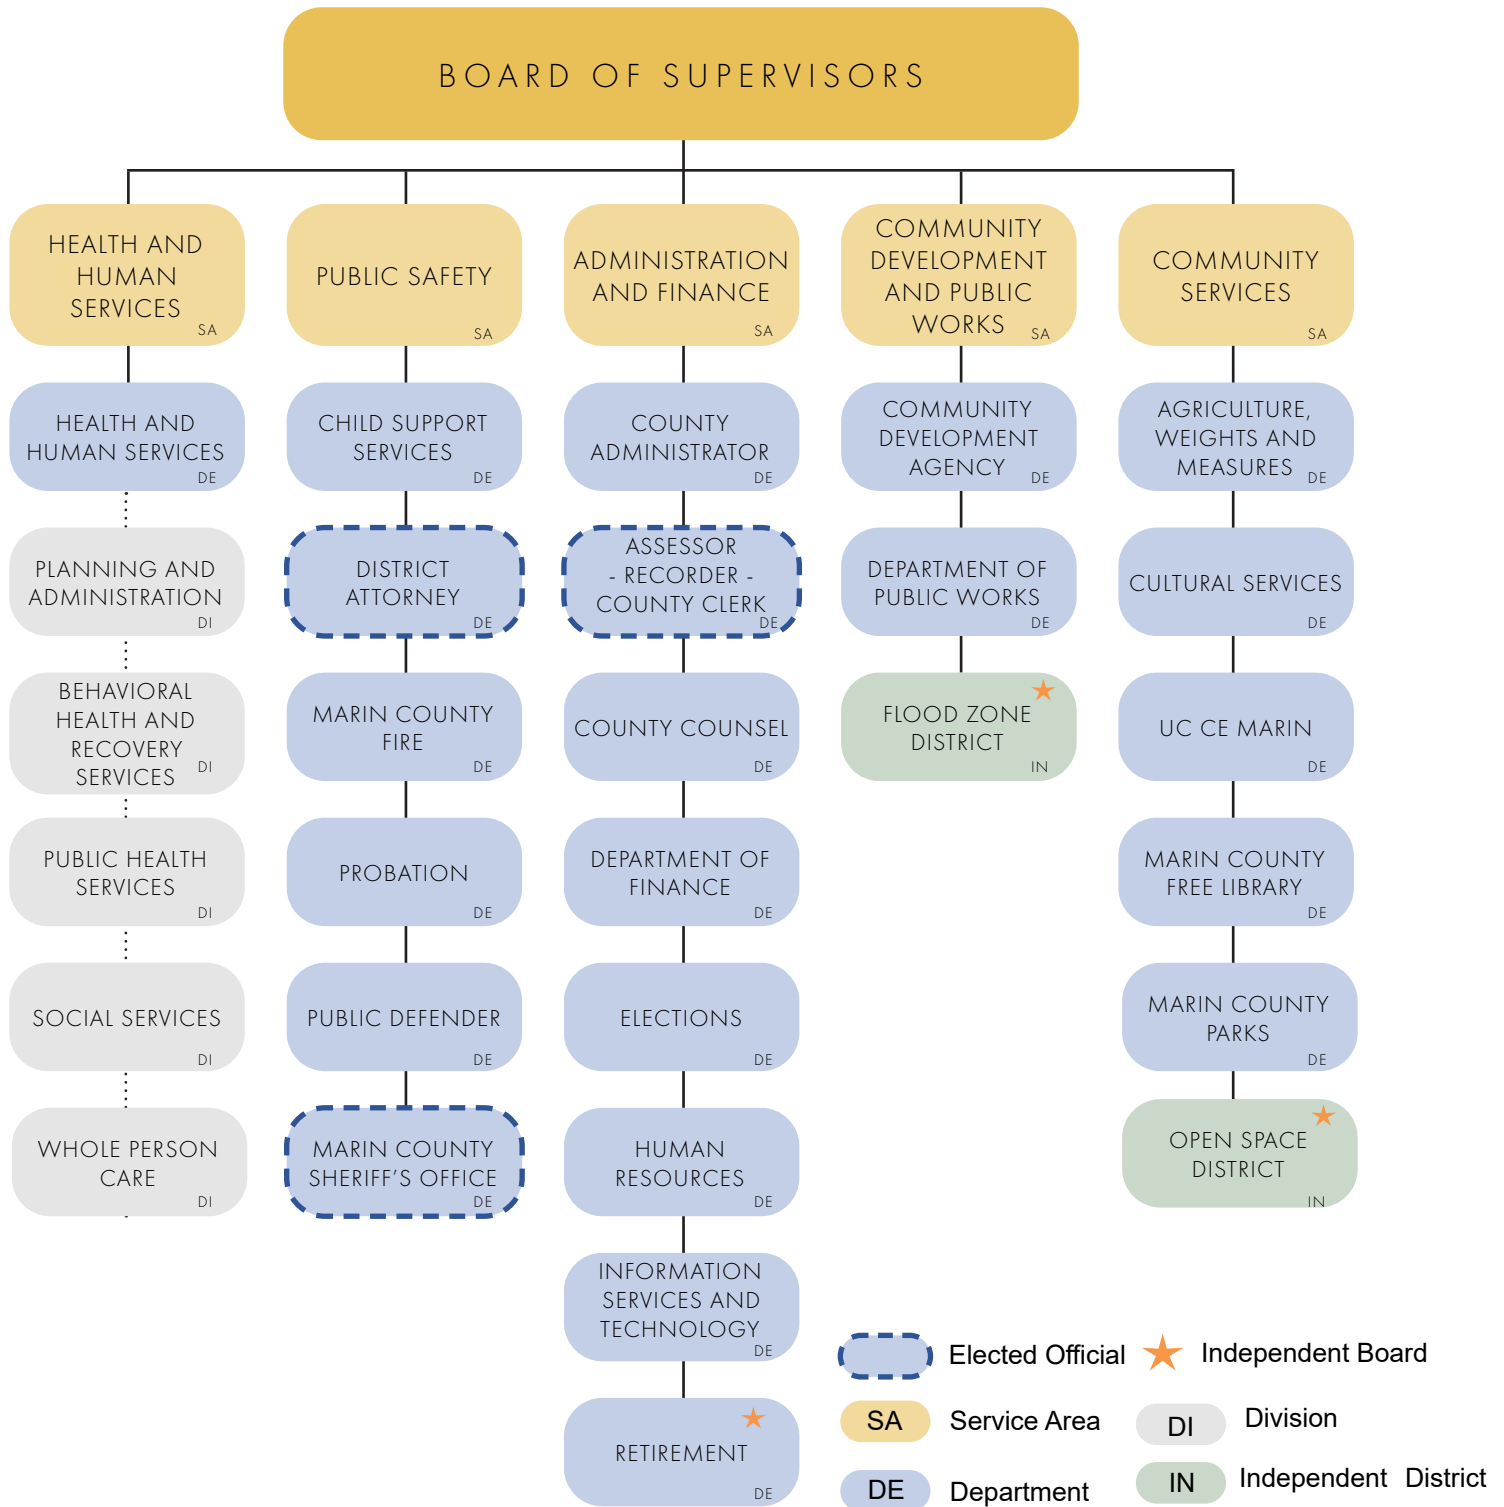 BOARD OF SUPERVISORS
HEALTH AND
HUMAN
SERVICES
SA
HEALTH AND
HUMAN SERVICES
DE
PLANNING AND
ADMINISTRATION
DI
BEHAVIORAL
HEALTH AND
RECOVERY
SERVICES
DI
PUBLIC HEALTH
SERVICES
DI
SOCIAL SERVICES
DI
WHOLE PERSON
CARE
DI
PUBLIC SAFETY
SA
CHILD SUPPORT
SERVICES
DE
DISTRICT
ATTORNEY
DE
MARIN COUNTY
FIRE
DE
PROBATION
DE
PUBLIC DEFENDER
DE
MARIN COUNTY
SHERIFF'S OFFICE
DE
ADMINISTRATION
AND FINANCE
SA
COUNTY
ADMINISTRATOR
DE
ASSESSOR
- RECORDER -
COUNTY CLERK
DE
COUNTY COUNSEL
DE
DEPARTMENT OF
FINANCE
DE
ELECTIONS
DE
HUMAN
RESOURCES
DE
INFORMATION
SERVICES AND
TECHNOLOGY
DE
RETIREMENT
DE
COMMUNITY
DEVELOPMENT
AND PUBLIC
WORKS
SA
COMMUNITY
DEVELOPMENT
AGENCY
DE
DEPARTMENT OF
PUBLIC WORKS
DE
FLOOD ZONE
DISTRICT
IN
COMMUNITY
SERVICES
SA
AGRICULTURE,
WEIGHTS AND
MEASURES
DE
CULTURAL SERVICES
DE
UC CE MARIN
DE
MARIN COUNTY
FREE LIBRARY
DE
MARIN COUNTY
PARKS
DE
OPEN SPACE
DISTRICT
IN
Elected Official
Independent Board
SA Service Area
DI Division
DE Department
IN Independent District